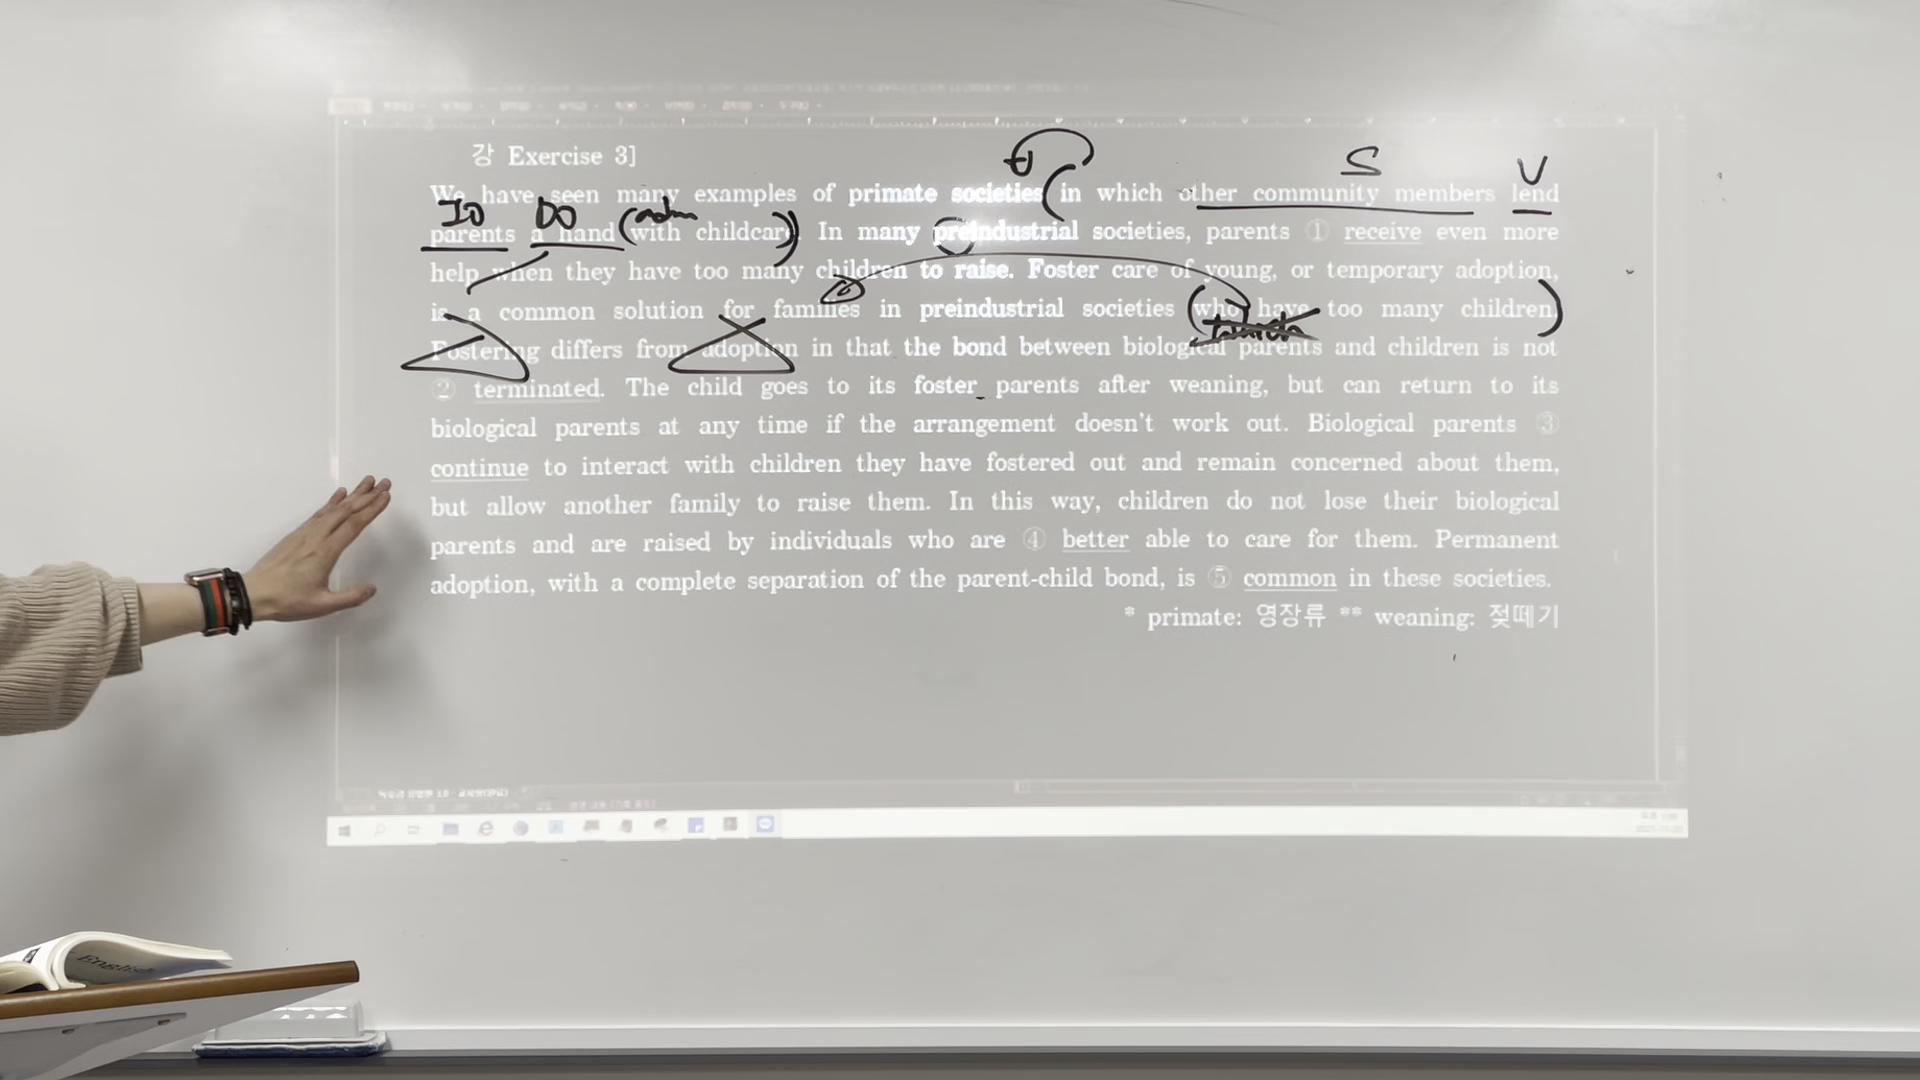 강 Exercise 3]
S
V
We have seen many examples of primate societies in which other community members lend
IO DO
parents a hand with childcare. In many preindustrial societies, parents ① receive even more
help when they have too many children to raise. Foster care of young, or temporary adoption,
is a common solution for families in preindustrial societies who have too many children.
Fostering differs from adoption in that the bond between biological parents and children is not
② terminated. The child goes to its foster parents after weaning, but can return to its
biological parents at any time if the arrangement doesn't work out. Biological parents ③
continue to interact with children they have fostered out and remain concerned about them,
but allow another family to raise them. In this way, children do not lose their biological
parents and are raised by individuals who are ④ better able to care for them. Permanent
adoption, with a complete separation of the parent-child bond, is ⑤ common in these societies.
* primate: 영장류 ** weaning: 젖떼기
English